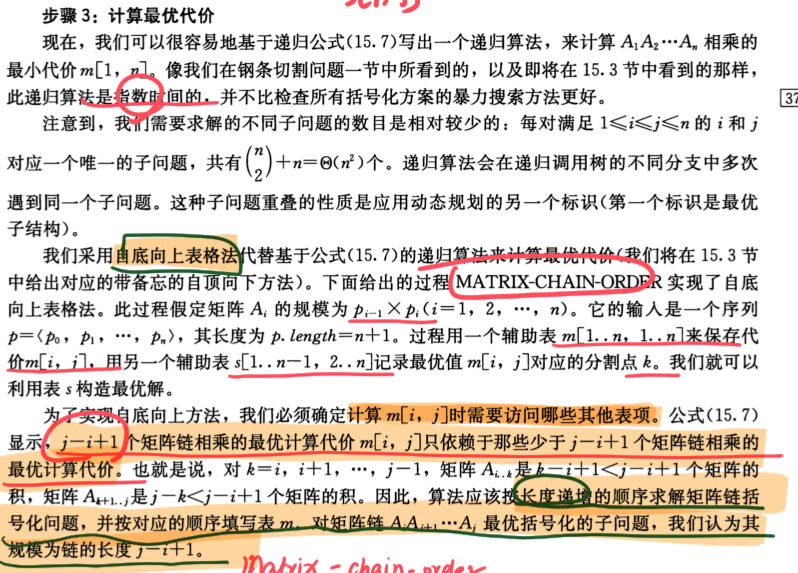 步骤3：计算最优代价
现在，我们可以很容易地基于递归公式(15.7)写出一个递归算法，来计算 A₁A₂…Aₙ 相乘的
最小代价 m[1，n]。像我们在钢条切割问题一节中所看到的，以及即将在 15.3 节中看到的那样，
此递归算法是指数时间的，并不比检查所有括号化方案的暴力搜索方法更好。
37
注意到，我们需要求解的不同子问题的数目是相对较少的：每对满足 1≤i≤j≤n 的 i 和 j
对应一个唯一的子问题，共有(n 2)+n=Θ(n²)个。递归算法会在递归调用树的不同分支中多次
遇到同一个子问题。这种子问题重叠的性质是应用动态规划的另一个标识(第一个标识是最优
子结构)。
我们采用自底向上表格法代替基于公式(15.7)的递归算法来计算最优代价(我们将在 15.3 节
中给出对应的带备忘的自顶向下方法)。下面给出的过程 MATRIX-CHAIN-ORDER 实现了自底
向上表格法。此过程假定矩阵 Aᵢ 的规模为 pᵢ₋₁×pᵢ(i=1，2，…，n)。它的输入是一个序列
p=⟨p₀，p₁，…，pₙ⟩，其长度为 p.length=n+1。过程用一个辅助表 m[1..n，1..n]来保存代
价m[i，j]，用另一个辅助表 s[1..n-1，2..n]记录最优值 m[i，j]对应的分割点 k。我们就可以
利用表 s 构造最优解。
为了实现自底向上方法，我们必须确定计算 m[i，j]时需要访问哪些其他表项。公式(15.7)
显示，j-i+1 个矩阵链相乘的最优计算代价 m[i，j]只依赖于那些少于 j-i+1 个矩阵链相乘的
最优计算代价。也就是说，对 k=i，i+1，…，j-1，矩阵 Aᵢ..ₖ是 k-i+1<j-i+1 个矩阵的
积，矩阵 Aₖ₊₁..ⱼ是 j-k<j-i+1 个矩阵的积。因此，算法应该按长度递增的顺序求解矩阵链括
号化问题，并按对应的顺序填写表 m。对矩阵链 AᵢAᵢ₊₁…Aⱼ 最优括号化的子问题，我们认为其
规模为链的长度 j-i+1。
Matrix-chain-order